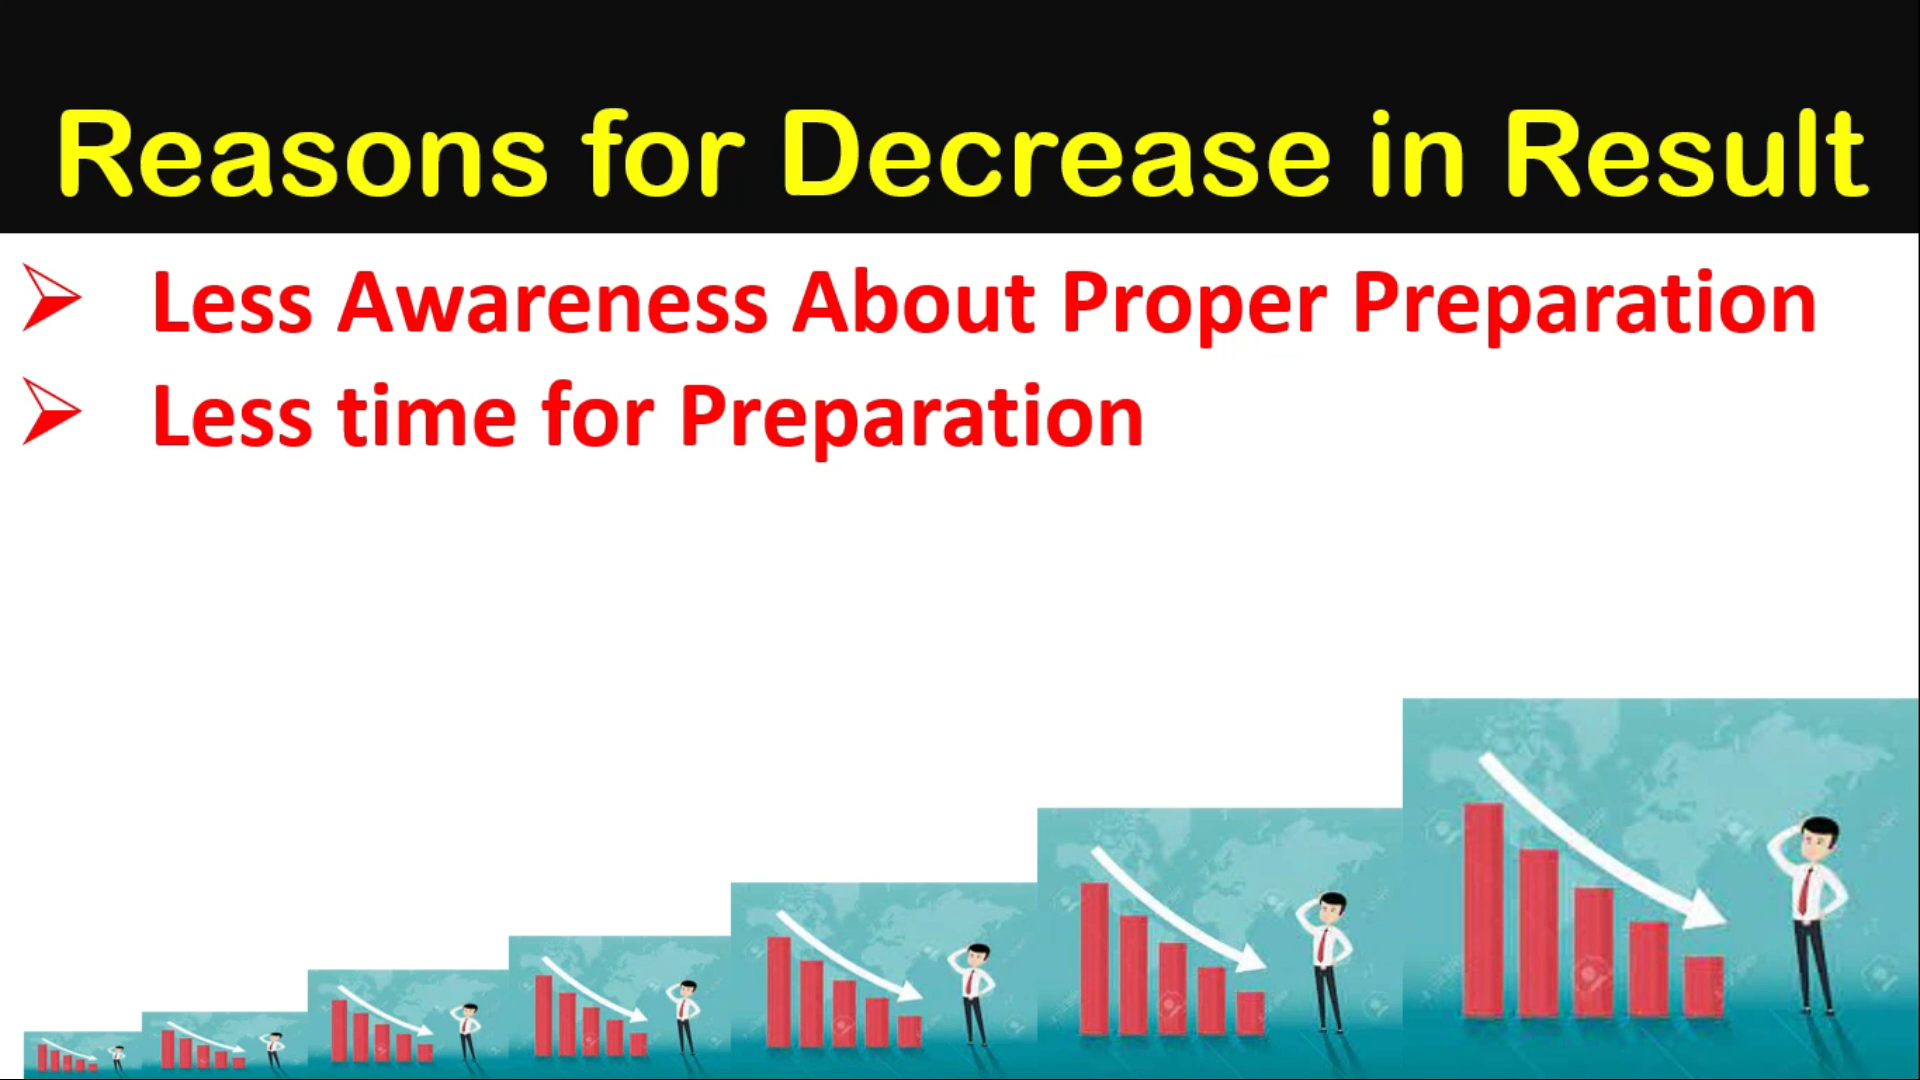 Reasons for Decrease in Result
Less Awareness About Proper Preparation
Less time for Preparation